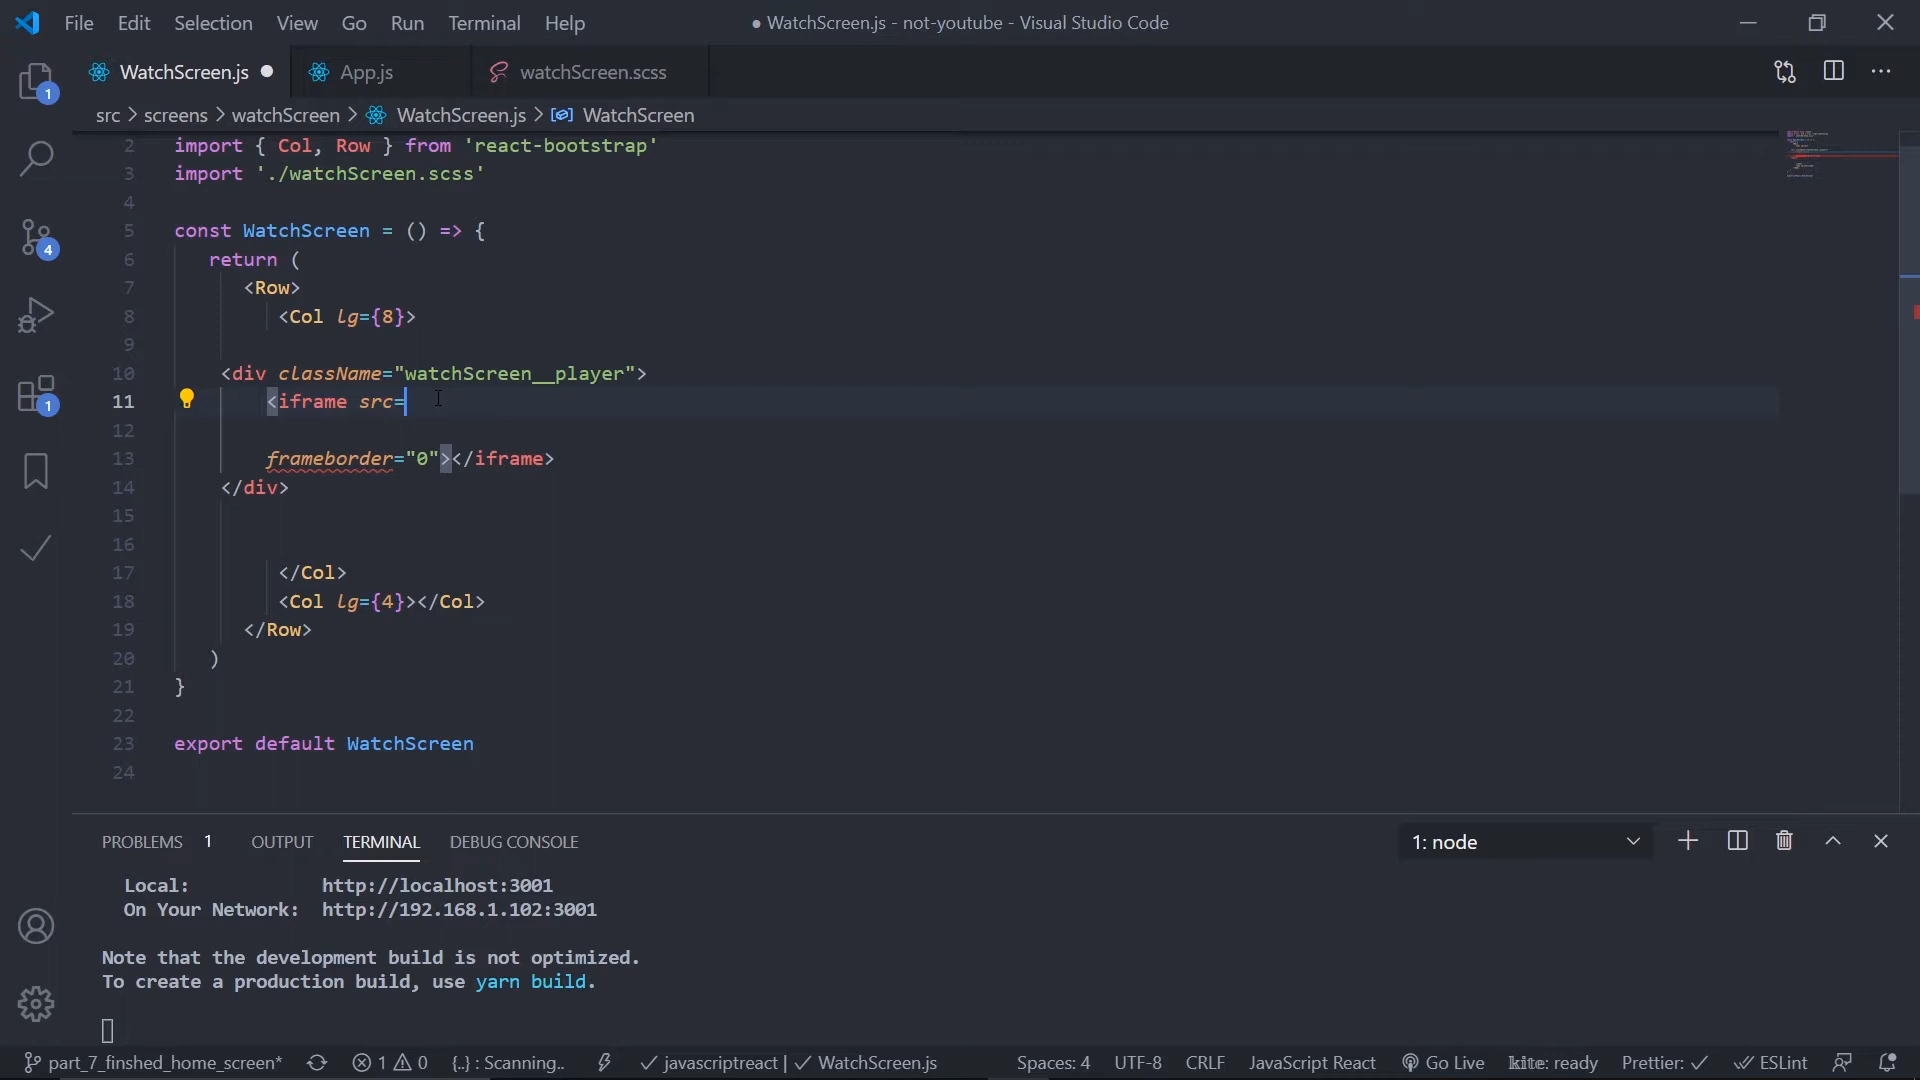 File Edit Selection View Go Run Terminal Help ● WatchScreen.js - not-youtube - Visual Studio Code
WatchScreen.js App.js watchScreen.scss
src > screens > watchScreen > WatchScreen.js > WatchScreen
2 import { Col, Row } from 'react-bootstrap'
3 import './watchScreen.scss'
4
5 const WatchScreen = () => {
6 return (
7 <Row>
8 <Col lg={8}>
9
10 <div className="watchScreen__player">
11 <iframe src=
12
13 frameborder="0"></iframe>
14 </div>
15
16
17 </Col>
18 <Col lg={4}></Col>
19 </Row>
20 )
21 }
22
23 export default WatchScreen
24
1
4
1
PROBLEMS 1 OUTPUT TERMINAL DEBUG CONSOLE 1: node
Local: http://localhost:3001
On Your Network: http://192.168.1.102:3001
Note that the development build is not optimized.
To create a production build, use yarn build.
part_7_finshed_home_screen* 1 0 {..} : Scanning.. javascriptreact | WatchScreen.js Spaces: 4 UTF-8 CRLF JavaScript React Go Live kite: ready Prettier: ✓ ESLint